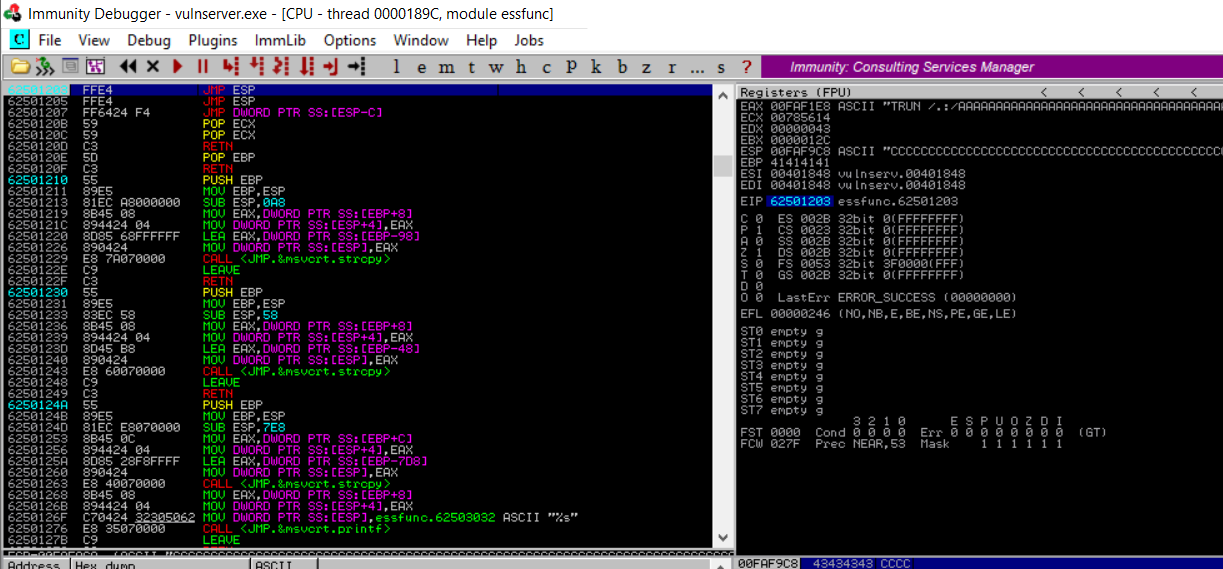 Immunity Debugger - vulnserver.exe - [CPU - thread 0000189C, module essfunc]
C File View Debug Plugins ImmLib Options Window Help Jobs
l e m t w h c P k b z r ... s ? Immunity: Consulting Services Manager
62501203 FFE4 JMP ESP
62501205 FFE4 JMP ESP
62501207 FF6424 F4 JMP DWORD PTR SS:[ESP-C]
6250120B 59 POP ECX
6250120C 59 POP ECX
6250120D C3 RETN
6250120E 5D POP EBP
6250120F C3 RETN
62501210 55 PUSH EBP
62501211 89E5 MOV EBP,ESP
62501213 81EC A8000000 SUB ESP,0A8
62501219 8B45 08 MOV EAX,DWORD PTR SS:[EBP+8]
6250121C 894424 04 MOV DWORD PTR SS:[ESP+4],EAX
62501220 8D85 68FFFFFF LEA EAX,DWORD PTR SS:[EBP-98]
62501226 890424 MOV DWORD PTR SS:[ESP],EAX
62501229 E8 7A070000 CALL <JMP.&msvcrt.strcpy>
6250122E C9 LEAVE
6250122F C3 RETN
62501230 55 PUSH EBP
62501231 89E5 MOV EBP,ESP
62501233 83EC 58 SUB ESP,58
62501236 8B45 08 MOV EAX,DWORD PTR SS:[EBP+8]
62501239 894424 04 MOV DWORD PTR SS:[ESP+4],EAX
6250123D 8D45 B8 LEA EAX,DWORD PTR SS:[EBP-48]
62501240 890424 MOV DWORD PTR SS:[ESP],EAX
62501243 E8 60070000 CALL <JMP.&msvcrt.strcpy>
62501248 C9 LEAVE
62501249 C3 RETN
6250124A 55 PUSH EBP
6250124B 89E5 MOV EBP,ESP
6250124D 81EC E8070000 SUB ESP,7E8
62501253 8B45 0C MOV EAX,DWORD PTR SS:[EBP+C]
62501256 894424 04 MOV DWORD PTR SS:[ESP+4],EAX
6250125A 8D85 28F8FFFF LEA EAX,DWORD PTR SS:[EBP-7D8]
62501260 890424 MOV DWORD PTR SS:[ESP],EAX
62501263 E8 40070000 CALL <JMP.&msvcrt.strcpy>
62501268 8B45 08 MOV EAX,DWORD PTR SS:[EBP+8]
6250126B 894424 04 MOV DWORD PTR SS:[ESP+4],EAX
6250126F C70424 32305062 MOV DWORD PTR SS:[ESP],essfunc.62503032 ASCII "%s"
62501276 E8 35070000 CALL <JMP.&msvcrt.printf>
6250127B C9 LEAVE
Address Hex dump ASCII
Registers (FPU) < < < < <
EAX 00FAF1E8 ASCII "TRUN /.:/AAAAAAAAAAAAAAAAAAAAAAAAAAAAAAAAAAA
ECX 00785614
EDX 00000043
EBX 0000012C
ESP 00FAF9C8 ASCII "CCCCCCCCCCCCCCCCCCCCCCCCCCCCCCCCCCCCCCCCCCC
EBP 41414141
ESI 00401848 vulnserv.00401848
EDI 00401848 vulnserv.00401848
EIP 62501203 essfunc.62501203
C 0 ES 002B 32bit 0(FFFFFFFF)
P 1 CS 0023 32bit 0(FFFFFFFF)
A 0 SS 002B 32bit 0(FFFFFFFF)
Z 1 DS 002B 32bit 0(FFFFFFFF)
S 0 FS 0053 32bit 3F0000(FFF)
T 0 GS 002B 32bit 0(FFFFFFFF)
D 0
O 0 LastErr ERROR_SUCCESS (00000000)
EFL 00000246 (NO,NB,E,BE,NS,PE,GE,LE)
ST0 empty g
ST1 empty g
ST2 empty g
ST3 empty g
ST4 empty g
ST5 empty g
ST6 empty g
ST7 empty g
3 2 1 0 E S P U O Z D I
FST 0000 Cond 0 0 0 0 Err 0 0 0 0 0 0 0 0 (GT)
FCW 027F Prec NEAR,53 Mask 1 1 1 1 1 1
00FAF9C8 43434343 CCCC